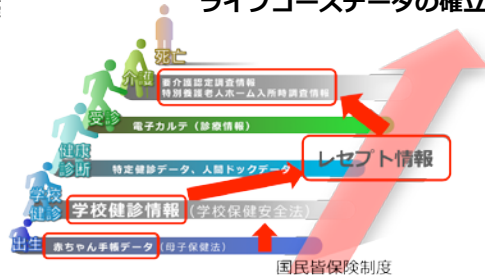 ライフコースデータの確立
死亡
介護
要介護認定調査情報
特別養護老人ホーム入所時調査情報
受診
電子カルテ（診療情報）
健康
診断
特定健診データ、人間ドックデータ
レセプト情報
学校
健診
学校健診情報（学校保健安全法）
出生
赤ちゃん手帳データ（母子保健法）
国民皆保険制度